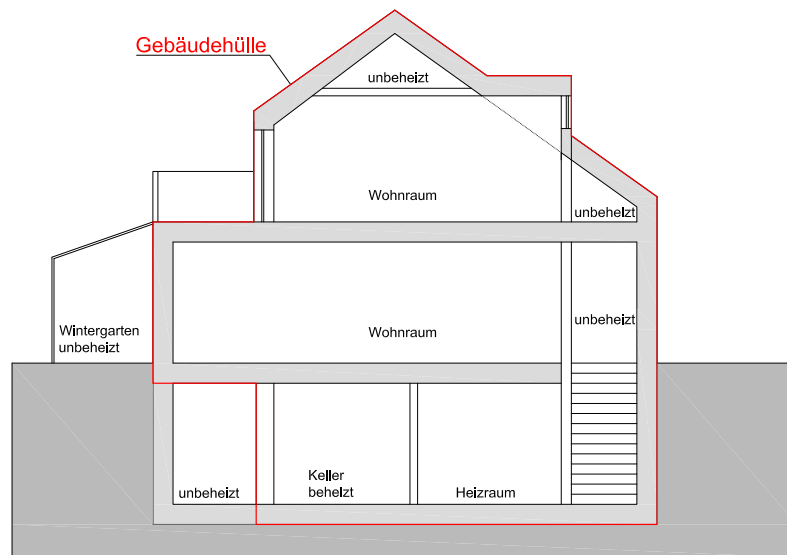 Gebäudehülle
unbeheizt
Wohnraum
unbeheizt
Wintergarten
unbeheizt
Wohnraum
unbeheizt
unbeheizt
Keller
beheizt
Heizraum